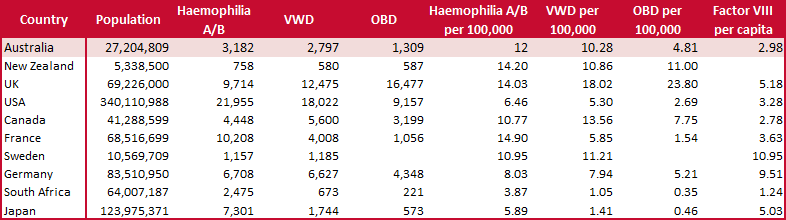 Country Population Haemophilia A/B VWD OBD Haemophilia A/B per 100,000 VWD per 100,000 OBD per 100,000 Factor VIII per capita
Australia 27,204,809 3,182 2,797 1,309 12 10.28 4.81 2.98
New Zealand 5,338,500 758 580 587 14.20 10.86 11.00
UK 69,226,000 9,714 12,475 16,477 14.03 18.02 23.80 5.18
USA 340,110,988 21,955 18,022 9,157 6.46 5.30 2.69 3.28
Canada 41,288,599 4,448 5,600 3,199 10.77 13.56 7.75 2.78
France 68,516,699 10,208 4,008 1,056 14.90 5.85 1.54 3.63
Sweden 10,569,709 1,157 1,185 10.95 11.21 10.95
Germany 83,510,950 6,708 6,627 4,348 8.03 7.94 5.21 9.51
South Africa 64,007,187 2,475 673 221 3.87 1.05 0.35 1.24
Japan 123,975,371 7,301 1,744 573 5.89 1.41 0.46 5.03